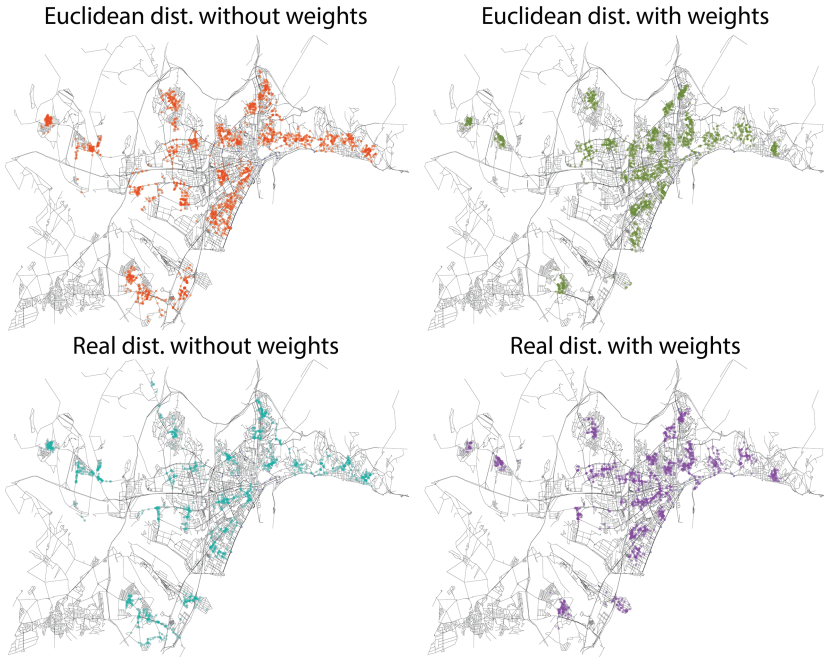 Euclidean dist. without weights
Euclidean dist. with weights
Real dist. without weights
Real dist. with weights